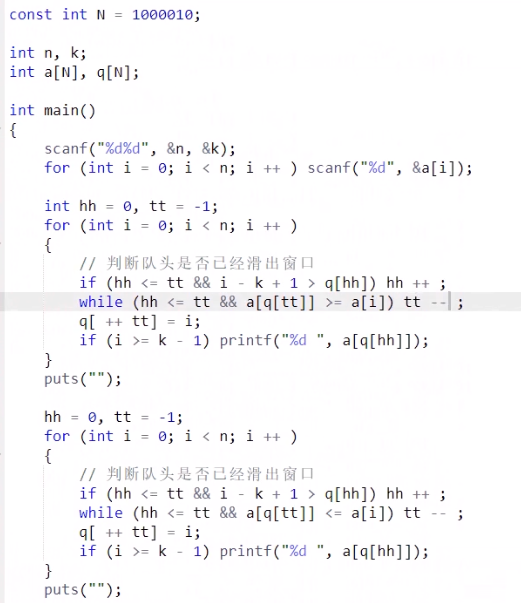 const int N = 1000010;
int n, k;
int a[N], q[N];
int main()
{
    scanf("%d%d", &n, &k);
    for (int i = 0; i < n; i ++ ) scanf("%d", &a[i]);
    int hh = 0, tt = -1;
    for (int i = 0; i < n; i ++ )
    {
        // 判断队头是否已经滑出窗口
        if (hh <= tt && i - k + 1 > q[hh]) hh ++ ;
        while (hh <= tt && a[q[tt]] >= a[i]) tt -- ;
        q[ ++ tt] = i;
        if (i >= k - 1) printf("%d ", a[q[hh]]);
    }
    puts("");
    hh = 0, tt = -1;
    for (int i = 0; i < n; i ++ )
    {
        // 判断队头是否已经滑出窗口
        if (hh <= tt && i - k + 1 > q[hh]) hh ++ ;
        while (hh <= tt && a[q[tt]] <= a[i]) tt -- ;
        q[ ++ tt] = i;
        if (i >= k - 1) printf("%d ", a[q[hh]]);
    }
    puts("");